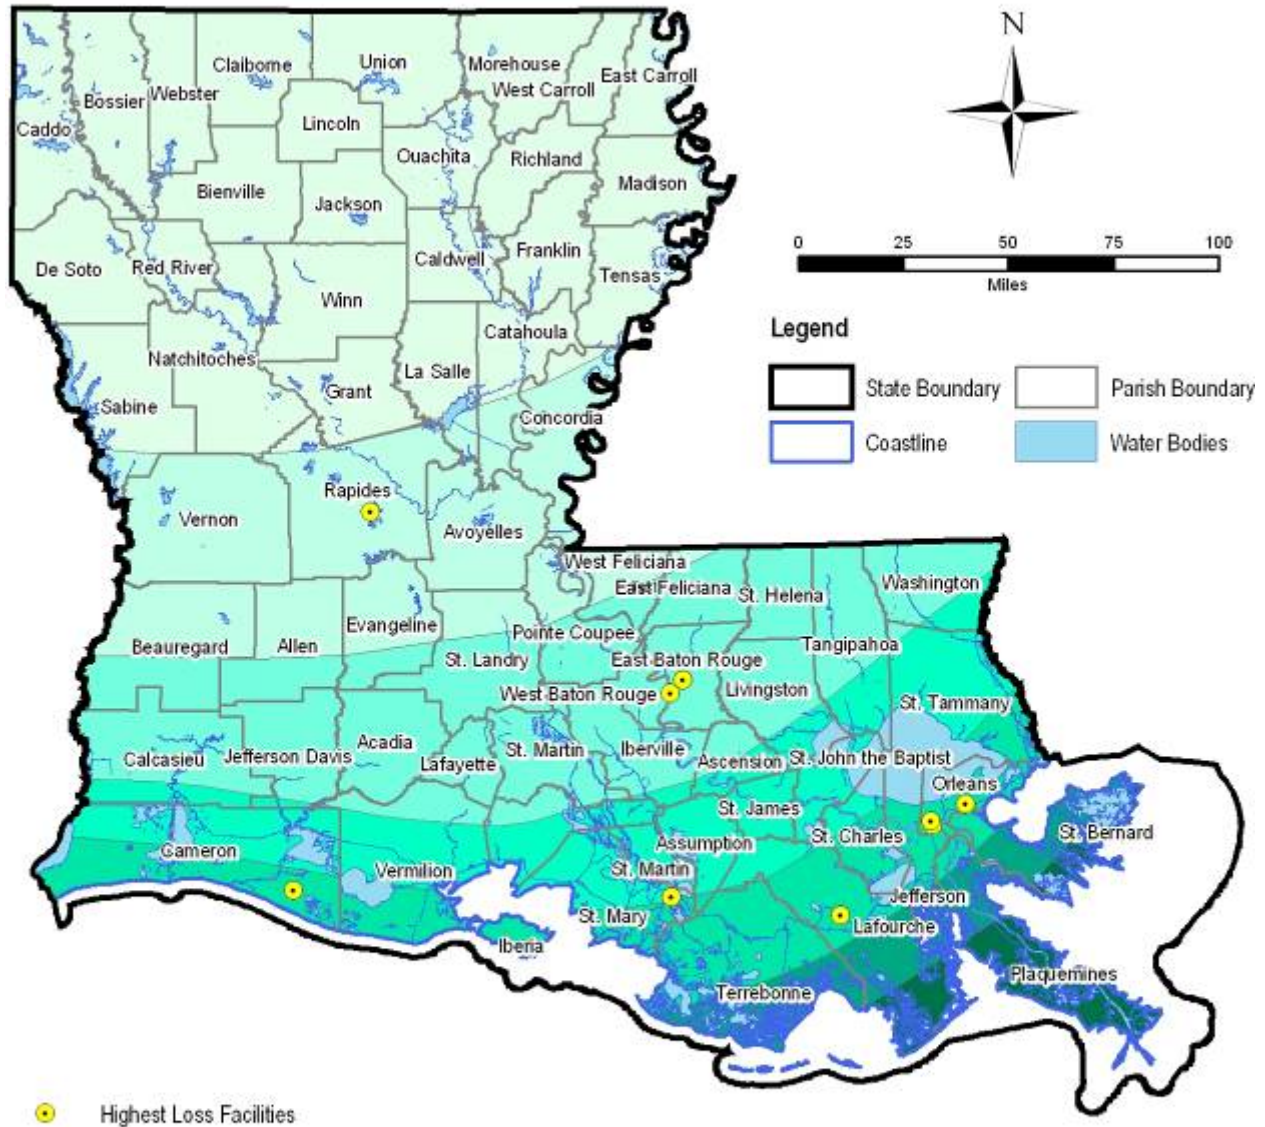 N
0 25 50 75 100
Miles
Legend
State Boundary
Parish Boundary
Coastline
Water Bodies
Claiborne
Union
Morehouse
East Carroll
West Carroll
Webster
Bossier
Caddo
Lincoln
Ouachita
Richland
Madison
Bienville
Jackson
De Soto
Red River
Caldwell
Franklin
Tensas
Winn
Catahoula
Natchitoches
La Salle
Grant
Sabine
Concordia
Rapides
Vernon
Avoyelles
West Feliciana
East Feliciana
St. Helena
Washington
Evangeline
Beauregard
Allen
Pointe Coupee
Tangipahoa
St. Landry
East Baton Rouge
West Baton Rouge
Livingston
St. Tammany
Calcasieu
Jefferson Davis
Acadia
Lafayette
St. Martin
Iberville
Ascension
St. John the Baptist
Orleans
St. James
St. Charles
St. Bernard
Assumption
Cameron
Vermilion
St. Martin
Jefferson
St. Mary
Lafourche
Iberia
Plaquemines
Terrebonne
Highest Loss Facilities